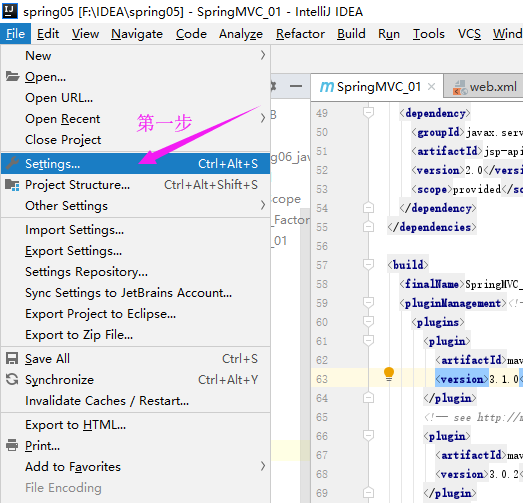 spring05 [F:\IDEA\spring05] - SpringMVC_01 - IntelliJ IDEA
File Edit View Navigate Code Analyze Refactor Build Run Tools VCS Window
New
Open...
Open URL...
Open Recent
Close Project
Settings... Ctrl+Alt+S
Project Structure... Ctrl+Alt+Shift+S
Other Settings
Import Settings...
Export Settings...
Settings Repository...
Sync Settings to JetBrains Account...
Export Project to Eclipse...
Export to Zip File...
Save All Ctrl+S
Synchronize Ctrl+Alt+Y
Invalidate Caches / Restart...
Export to HTML...
Print...
Add to Favorites
File Encoding
第一步
SpringMVC_01 web.xml
49 <dependency>
50 <groupId>javax.serv
51 <artifactId>jsp-api
52 <version>2.0</version
53 <scope>provided</sc
54 </dependency>
55 </dependencies>
56
57 <build>
58 <finalName>SpringMVC_
59 <pluginManagement><!-
60 <plugins>
61 <plugin>
62 <artifactId>mav
63 <version>3.1.0<
64 </plugin>
65 <!-- see http://m
66 <plugin>
67 <artifactId>mav
68 <version>3.0.2<
69 </plugin>